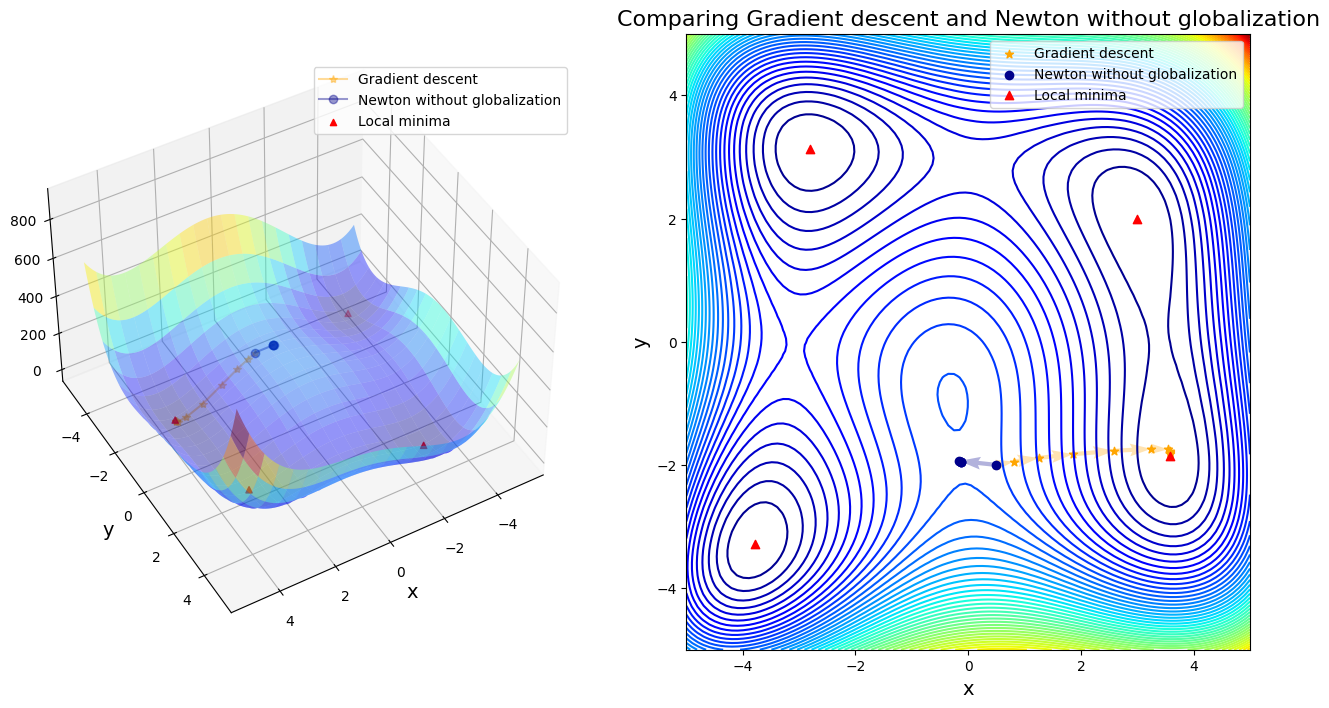 Comparing Gradient descent and Newton without globalization
Gradient descent
Newton without globalization
Local minima
800
600
400
200
0
−4
−2
0
2
4
y
4
2
0
−2
−4
x
Gradient descent
Newton without globalization
Local minima
4
2
0
−2
−4
y
−4
−2
0
2
4
x